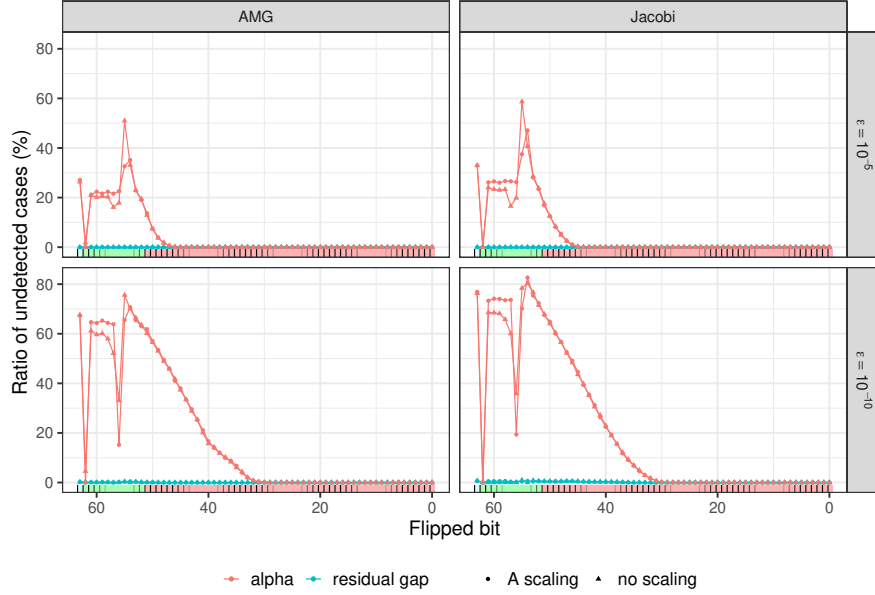 AMG Jacobi
Ratio of undetected cases (%)
80
60
40
20
0
ε = 10⁻⁵
80
60
40
20
0
ε = 10⁻¹⁰
60 40 20 0 60 40 20 0
Flipped bit
alpha residual gap A scaling no scaling